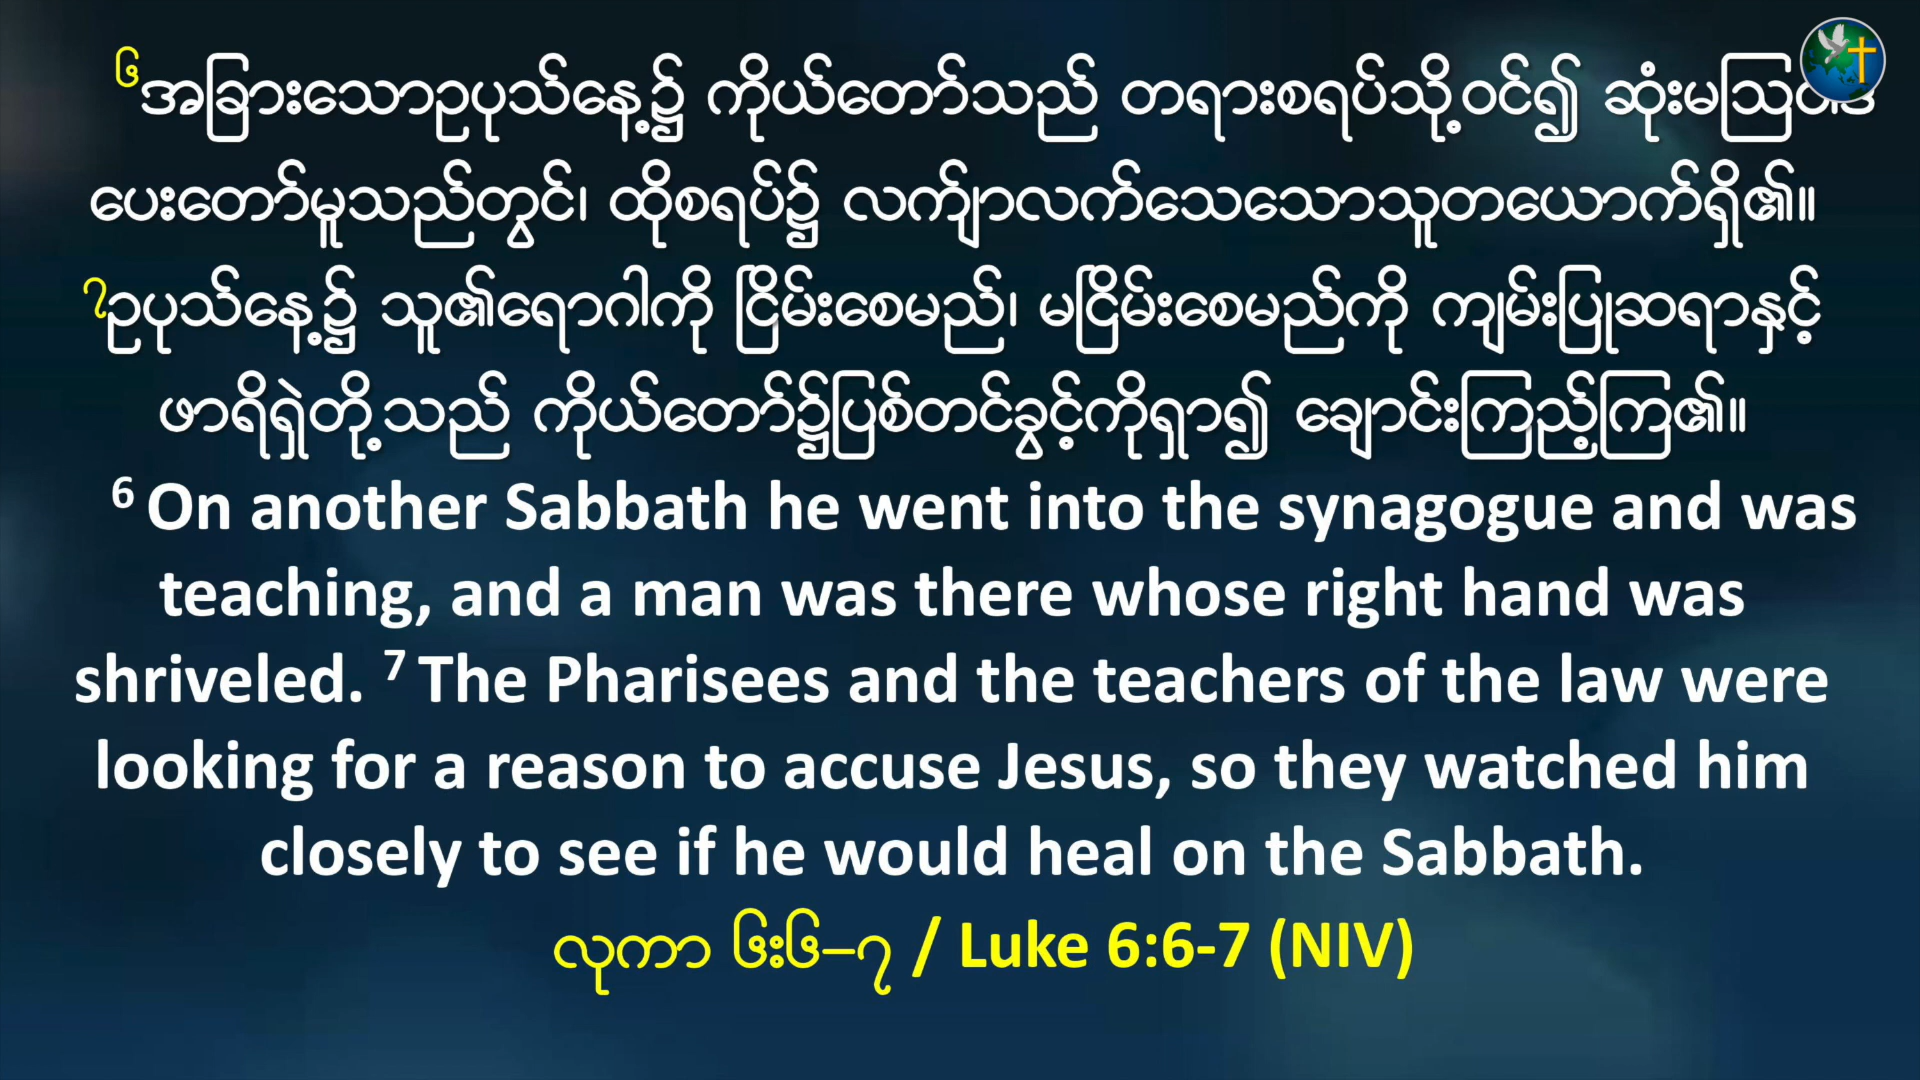 ၆အခြားသောဥပုသ်နေ့၌ ကိုယ်တော်သည် တရားစရပ်သို့ဝင်၍
ပေးတော်မူသည်တွင်၊ ထိုစရပ်၌ လက်ျာလက်သေသောသူတယောက်ရှိ၏။
၇ဥပုသ်နေ့၌ သူ၏ရောဂါကို ငြိမ်းစေမည်၊ မငြိမ်းစေမည်ကို ကျမ်းပြုဆရာနှင့်
ဖာရိရှဲတို့သည် ကိုယ်တော်၌ပြစ်တင်ခွင့်ကိုရှာ၍ ချောင်းကြည့်ကြ၏။
6 On another Sabbath he went into the synagogue and was
teaching, and a man was there whose right hand was
shriveled. 7 The Pharisees and the teachers of the law were
looking for a reason to accuse Jesus, so they watched him
closely to see if he would heal on the Sabbath.
လုကာ ၆း၆–၇ / Luke 6:6-7 (NIV)